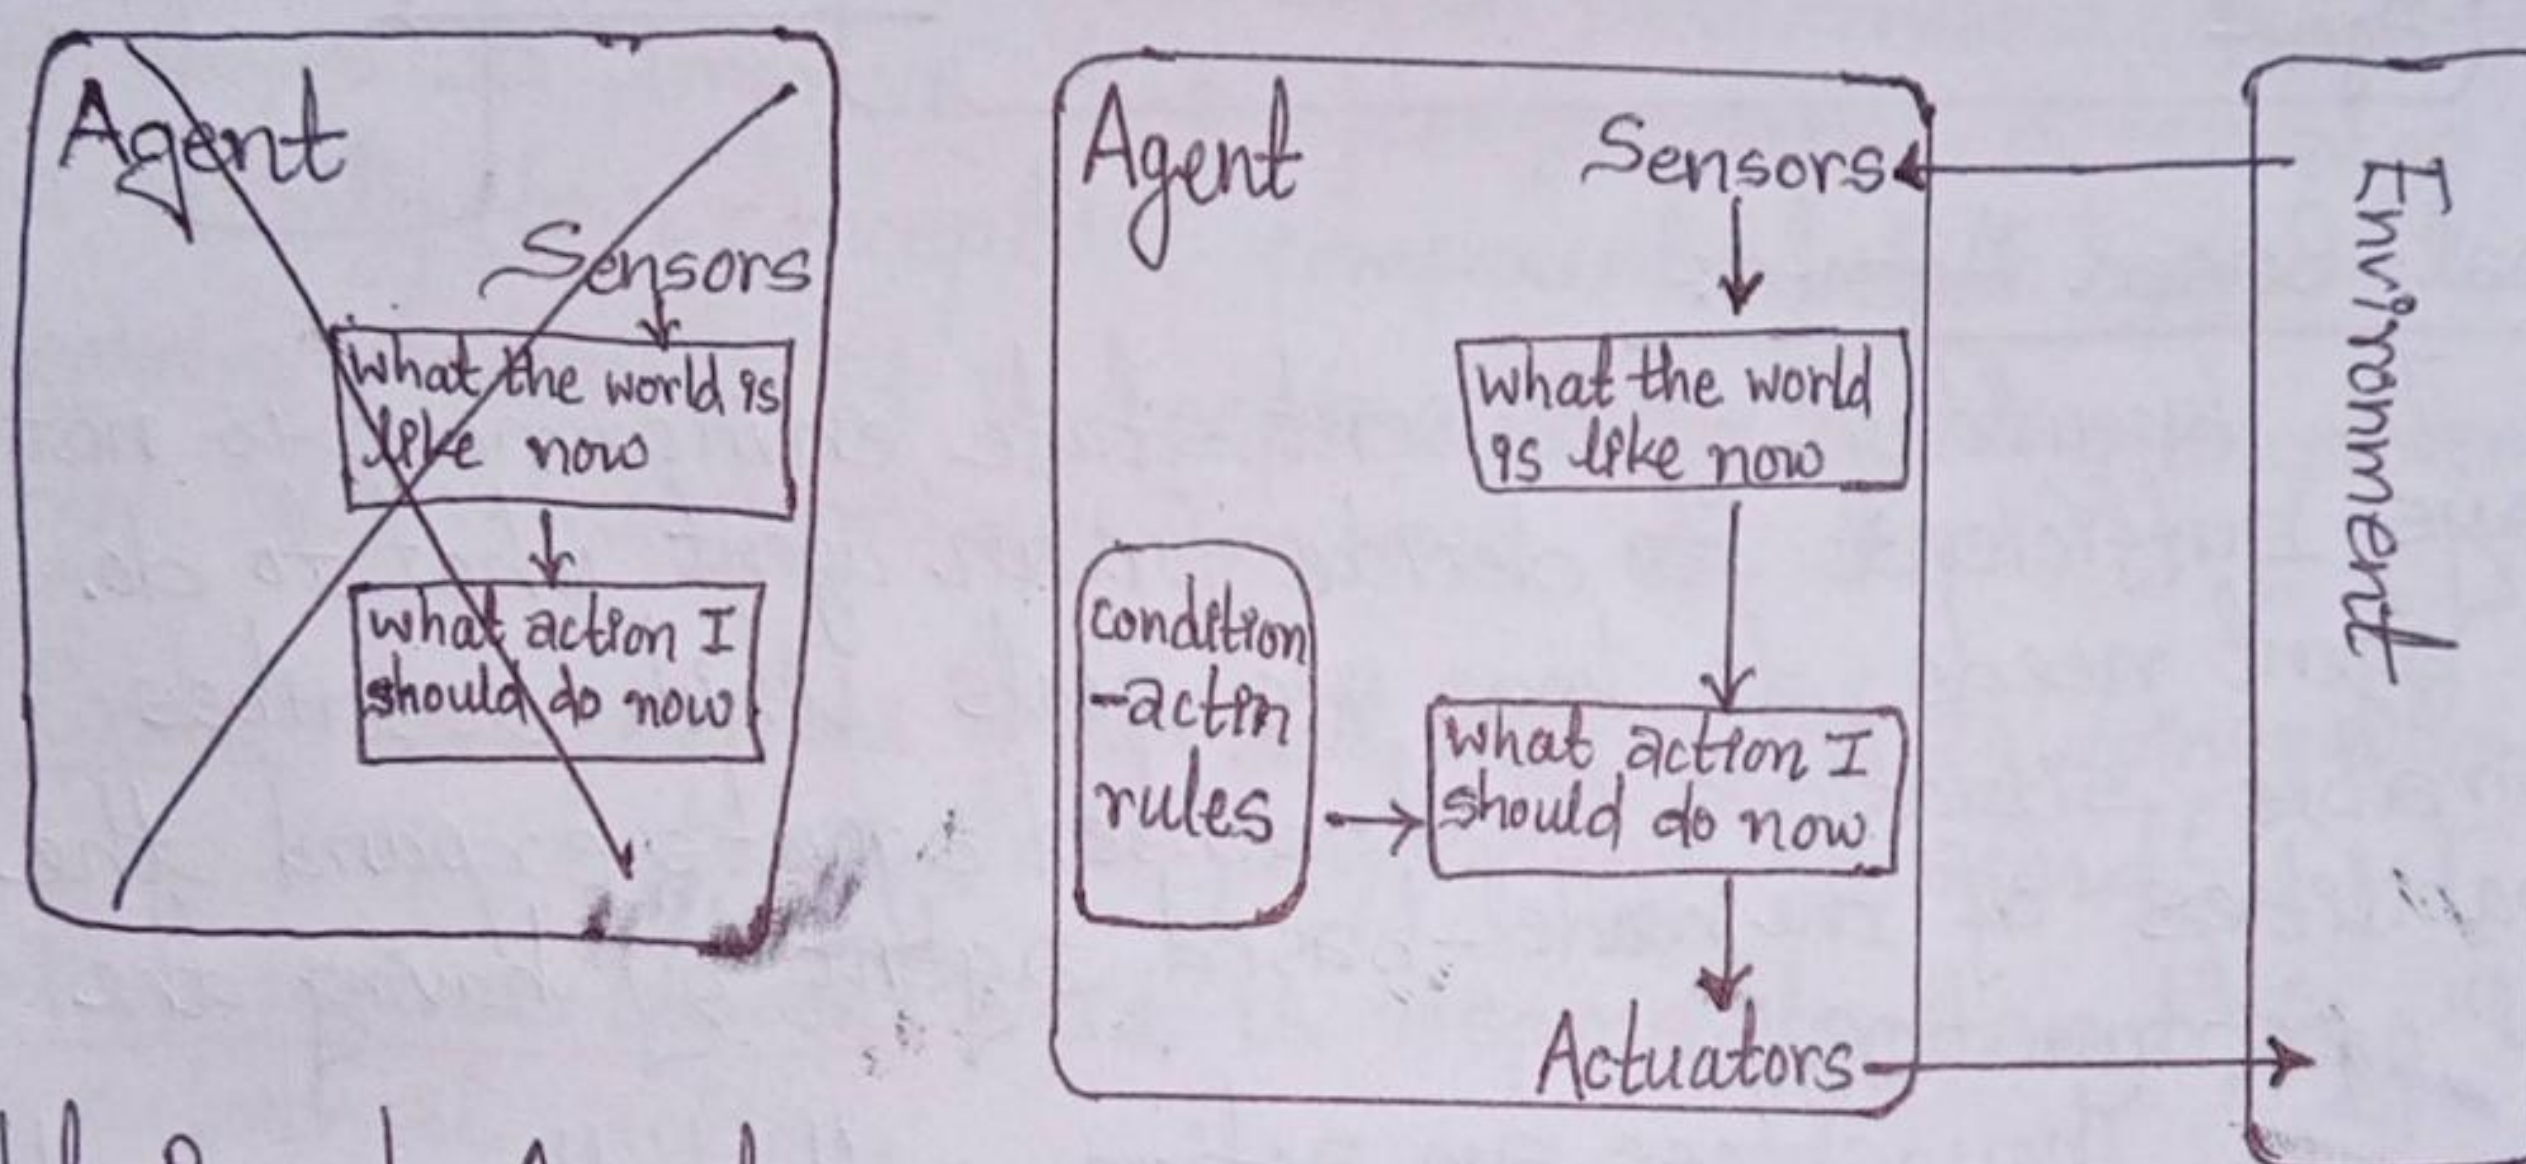 Agent
Sensors
what the world is
like now
what action I
should do now
Agent
Sensors
what the world
is like now
condition
-actin
rules
what action I
should do now
Actuators
Environment